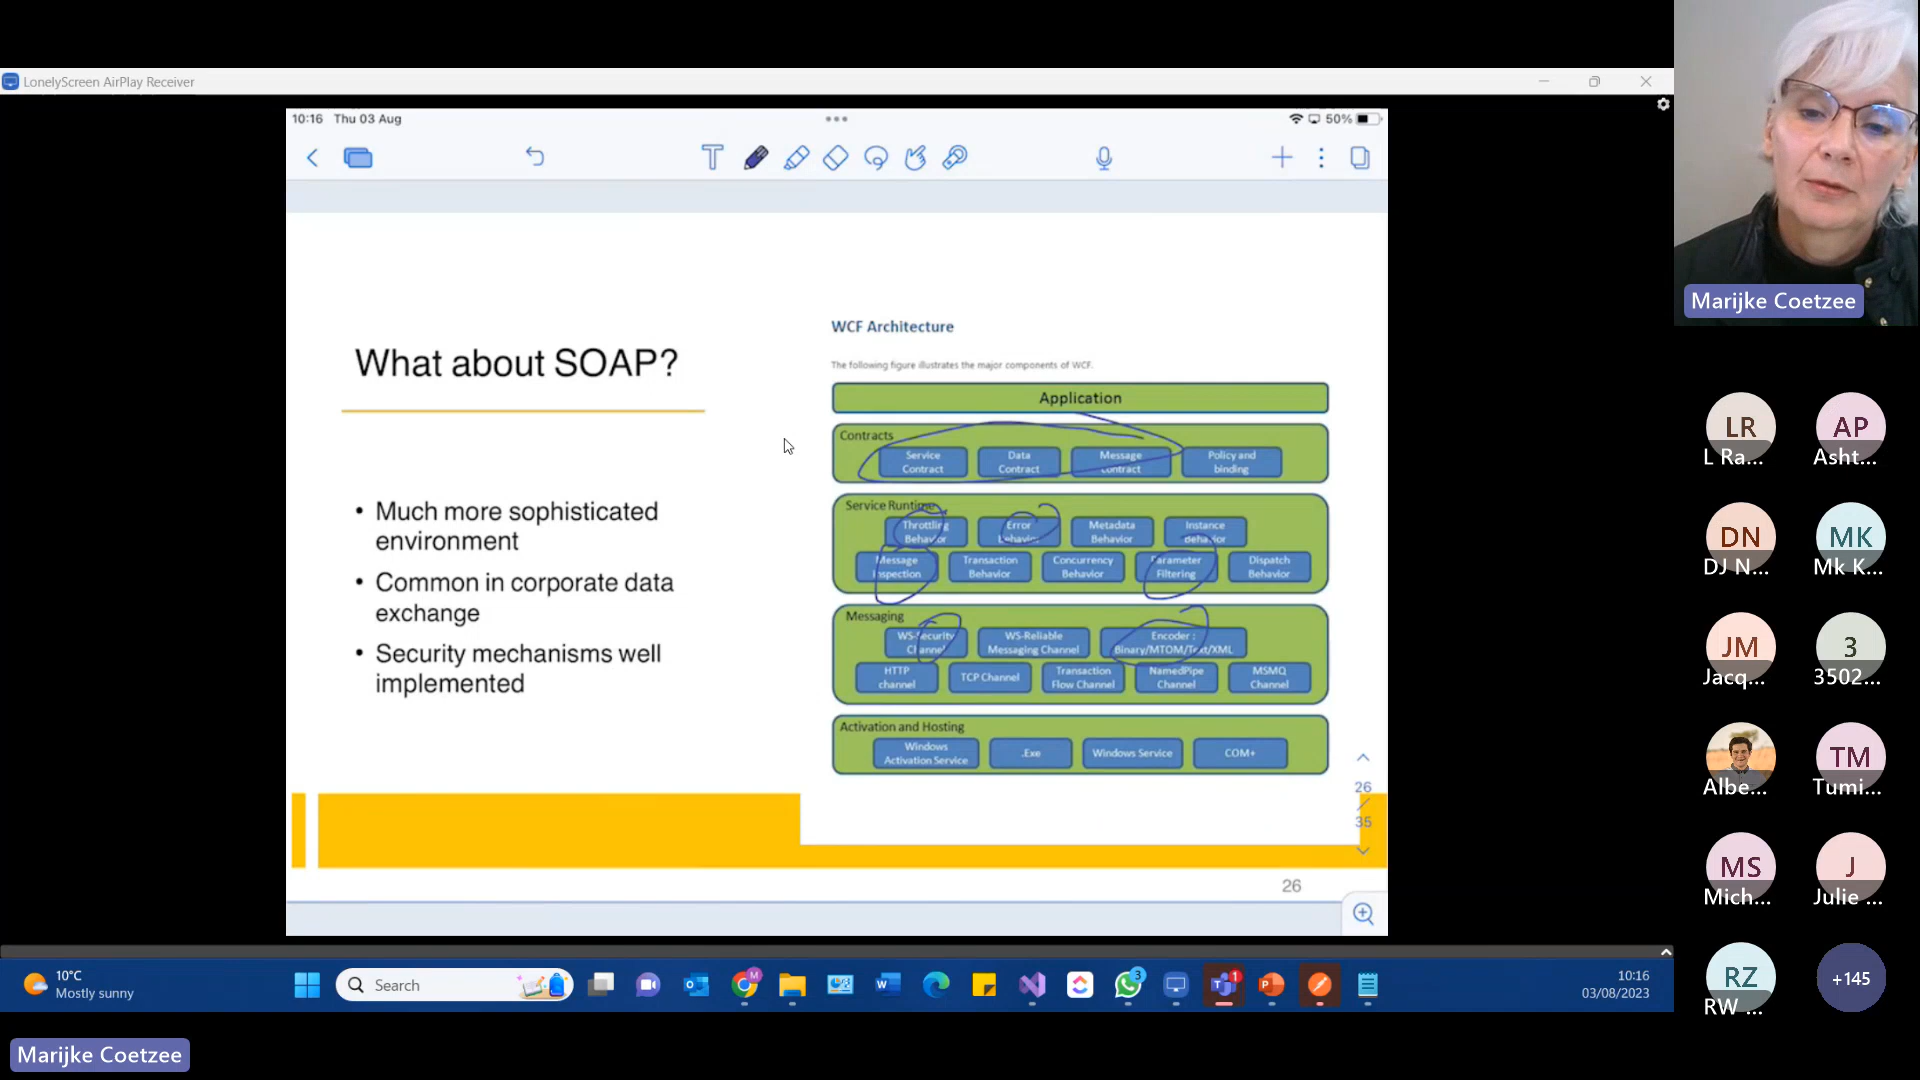 LonelyScreen AirPlay Receiver
10:16 Thu 03 Aug
50%
What about SOAP?
• Much more sophisticated
environment
• Common in corporate data
exchange
• Security mechanisms well
implemented
WCF Architecture
The following figure illustrates the major components of WCF.
Application
Contracts
Service
Contract
Data
Contract
Message
Contract
Policy and
binding
Service Runtime
Throttling
Behavior
Error
Behavior
Metadata
Behavior
Instance
Behavior
Message
Inspection
Transaction
Behavior
Concurrency
Behavior
Parameter
Filtering
Dispatch
Behavior
Messaging
WS-Security
Channel
WS-Reliable
Messaging Channel
Encoder :
Binary/MTOM/Text/XML
HTTP
channel
TCP Channel
Transaction
Flow Channel
NamedPipe
Channel
MSMQ
Channel
Activation and Hosting
Windows
Activation Service
.Exe
Windows Service
COM+
26
35
26
Marijke Coetzee
LR
L Ra...
AP
Asht...
DN
DJ N...
MK
Mk K...
JM
Jacq...
3
3502...
Albe...
TM
Tumi...
MS
Mich...
J
Julie ...
RZ
RW ...
+145
10°C
Mostly sunny
Search
M
3
1
10:16
03/08/2023
Marijke Coetzee